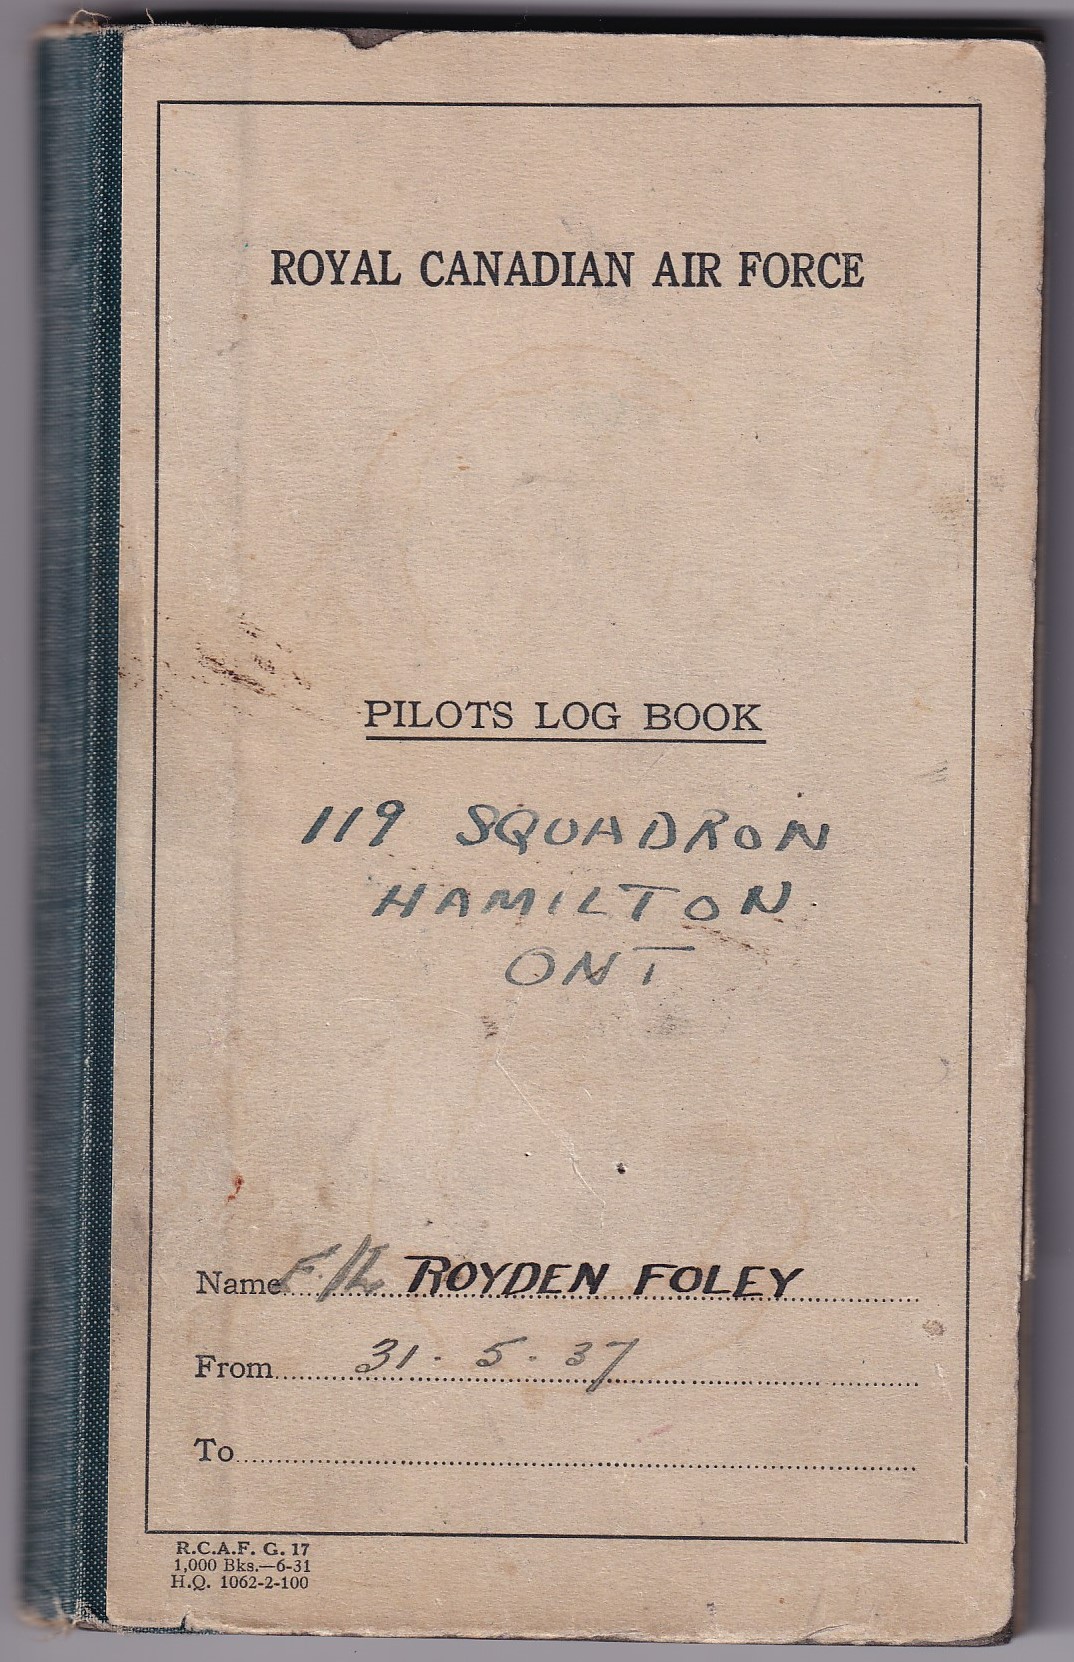 ROYAL CANADIAN AIR FORCE
PILOTS LOG BOOK
119 SQUADRON
HAMILTON
ONT
Name F/L ROYDEN FOLEY
From 31.5.37
To
R.C.A.F. G. 17
1,000 Bks.—6-31
H.Q. 1062-2-100